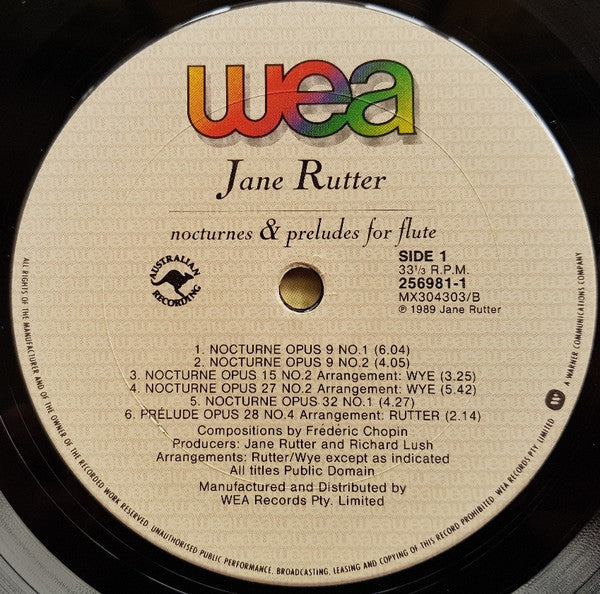 wea
Jane Rutter
nocturnes & preludes for flute
AUSTRALIAN
RECORDING
SIDE 1
33 1/3 R.P.M.
256981-1
MX304303/B
℗ 1989 Jane Rutter
1. NOCTURNE OPUS 9 NO.1 (6.04)
2. NOCTURNE OPUS 9 NO.2 (4.05)
3. NOCTURNE OPUS 15 NO.2 Arrangement: WYE (3.25)
4. NOCTURNE OPUS 27 NO.2 Arrangement: WYE (5.42)
5. NOCTURNE OPUS 32 NO.1 (4.27)
6. PRÉLUDE OPUS 28 NO.4 Arrangement: RUTTER (2.14)
Compositions by Frédéric Chopin
Producers: Jane Rutter and Richard Lush
Arrangements: Rutter/Wye except as indicated
All titles Public Domain
Manufactured and Distributed by
WEA Records Pty. Limited
ALL RIGHTS OF THE MANUFACTURER AND OF THE OWNER OF THE RECORDED WORK RESERVED. UNAUTHORISED PUBLIC PERFORMANCE, BROADCASTING, LEASING AND COPYING OF THIS RECORD PROHIBITED. WEA RECORDS PTY. LIMITED
A WARNER COMMUNICATIONS COMPANY